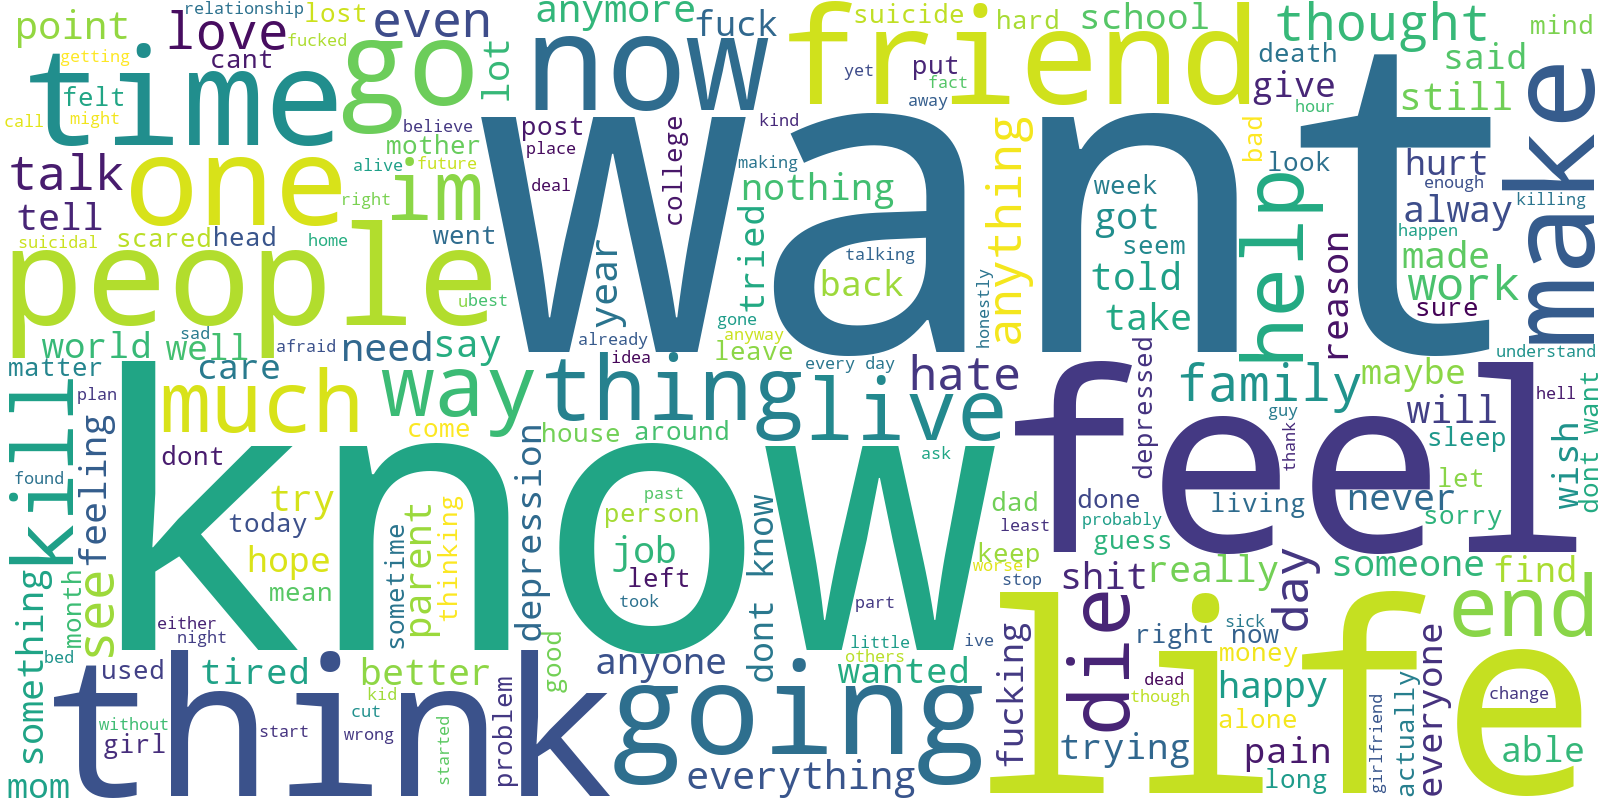 relationship
lost
even
anymore
fuck
suicide
hard
school
thought
mind
point
love
getting
fucked
cant
time
go
lot
now
friend
yet
put
fact
away
death
said
give
still
hour
make
felt
call
might
believe
post
place
mother
college
kind
want
anything
bad
look
hurt
enough
killing
talk
one
alive
future
im
right
deal
making
nothing
week
got
help
alway
tell
suicidal
scared
head
home
went
year
tried
talking
back
seem
told
happen
reason
made
work
people
u
best
sad
afraid
already
gone
anyway
honestly
take
sure
world
well
need
say
idea
leave
every day
understand
matter
care
way
thing
live
hate
feel
depressed
family
maybe
plan
much
come
house
around
ask
guy
will
hell
kill
feeling
dont
know
depression
thank
sleep
wish
dont want
found
try
today
past
person
dad
done
living
never
let
least
probably
sorry
hope
sometime
parent
thinking
job
dont know
keep
guess
mean
left
worse
stop
shit
really
day
someone
find
something
month
see
took
part
die
end
either
night
good
little
ive
right now
sick
bed
used
tired
better
anyone
others
wanted
fucking
life
money
everyone
think
problem
going
dead
happy
change
mom
without
girl
kid
cut
start
wrong
started
everything
though
alone
trying
pain
long
girlfriend
actually
able